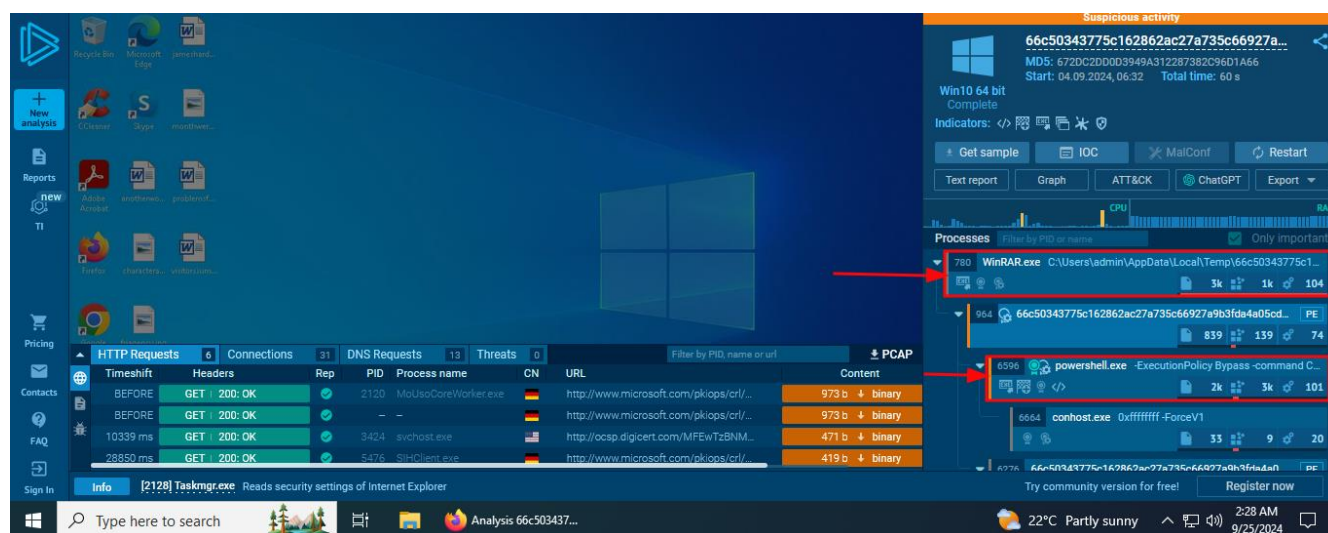 Suspicious activity
66c50343775c162862ac27a735c66927a...
MD5: 672DC2DD0D3949A312287382C96D1A66
Start: 04.09.2024, 06:32 Total time: 60 s
Win10 64 bit
Complete
Indicators:
Get sample IOC MalConf Restart
Text report Graph ATT&CK ChatGPT Export
CPU RA
Processes Filter by PID or name Only important
780 WinRAR.exe C:\Users\admin\AppData\Local\Temp\66c50343775c1...
3k 1k 104
964 66c50343775c162862ac27a735c66927a9b3fda4a05cd... PE
839 139 74
6596 powershell.exe -ExecutionPolicy Bypass -command C...
2k 3k 101
6664 conhost.exe 0xffffffff -ForceV1
33 9 20
6276 66c50343775c162862ac27a735c66927a9b3fda4a0... PE
Try community version for free! Register now
New analysis
Reports
new
TI
Pricing
Contacts
FAQ
Sign In
Recycle Bin Microsoft Edge jameshard...
CCleaner Skype monthwer...
Adobe Acrobat anotherwo... problemsf...
Firefox charactera...
Google
HTTP Requests 6 Connections 31 DNS Requests 13 Threats 0 Filter by PID, name or url PCAP
Timeshift Headers Rep PID Process name CN URL Content
BEFORE GET 200: OK 2120 MoUsoCoreWorker.exe http://www.microsoft.com/pkiops/crl/... 973 b binary
BEFORE GET 200: OK – – http://www.microsoft.com/pkiops/crl/... 973 b binary
10339 ms GET 200: OK 3424 svchost.exe http://ocsp.digicert.com/MFEwTzBNM... 471 b binary
28850 ms GET 200: OK 5476 SIHClient.exe http://www.microsoft.com/pkiops/crl/... 419 b binary
Info [2128] Taskmgr.exe Reads security settings of Internet Explorer
Type here to search
Analysis 66c503437...
22°C Partly sunny
2:28 AM
9/25/2024